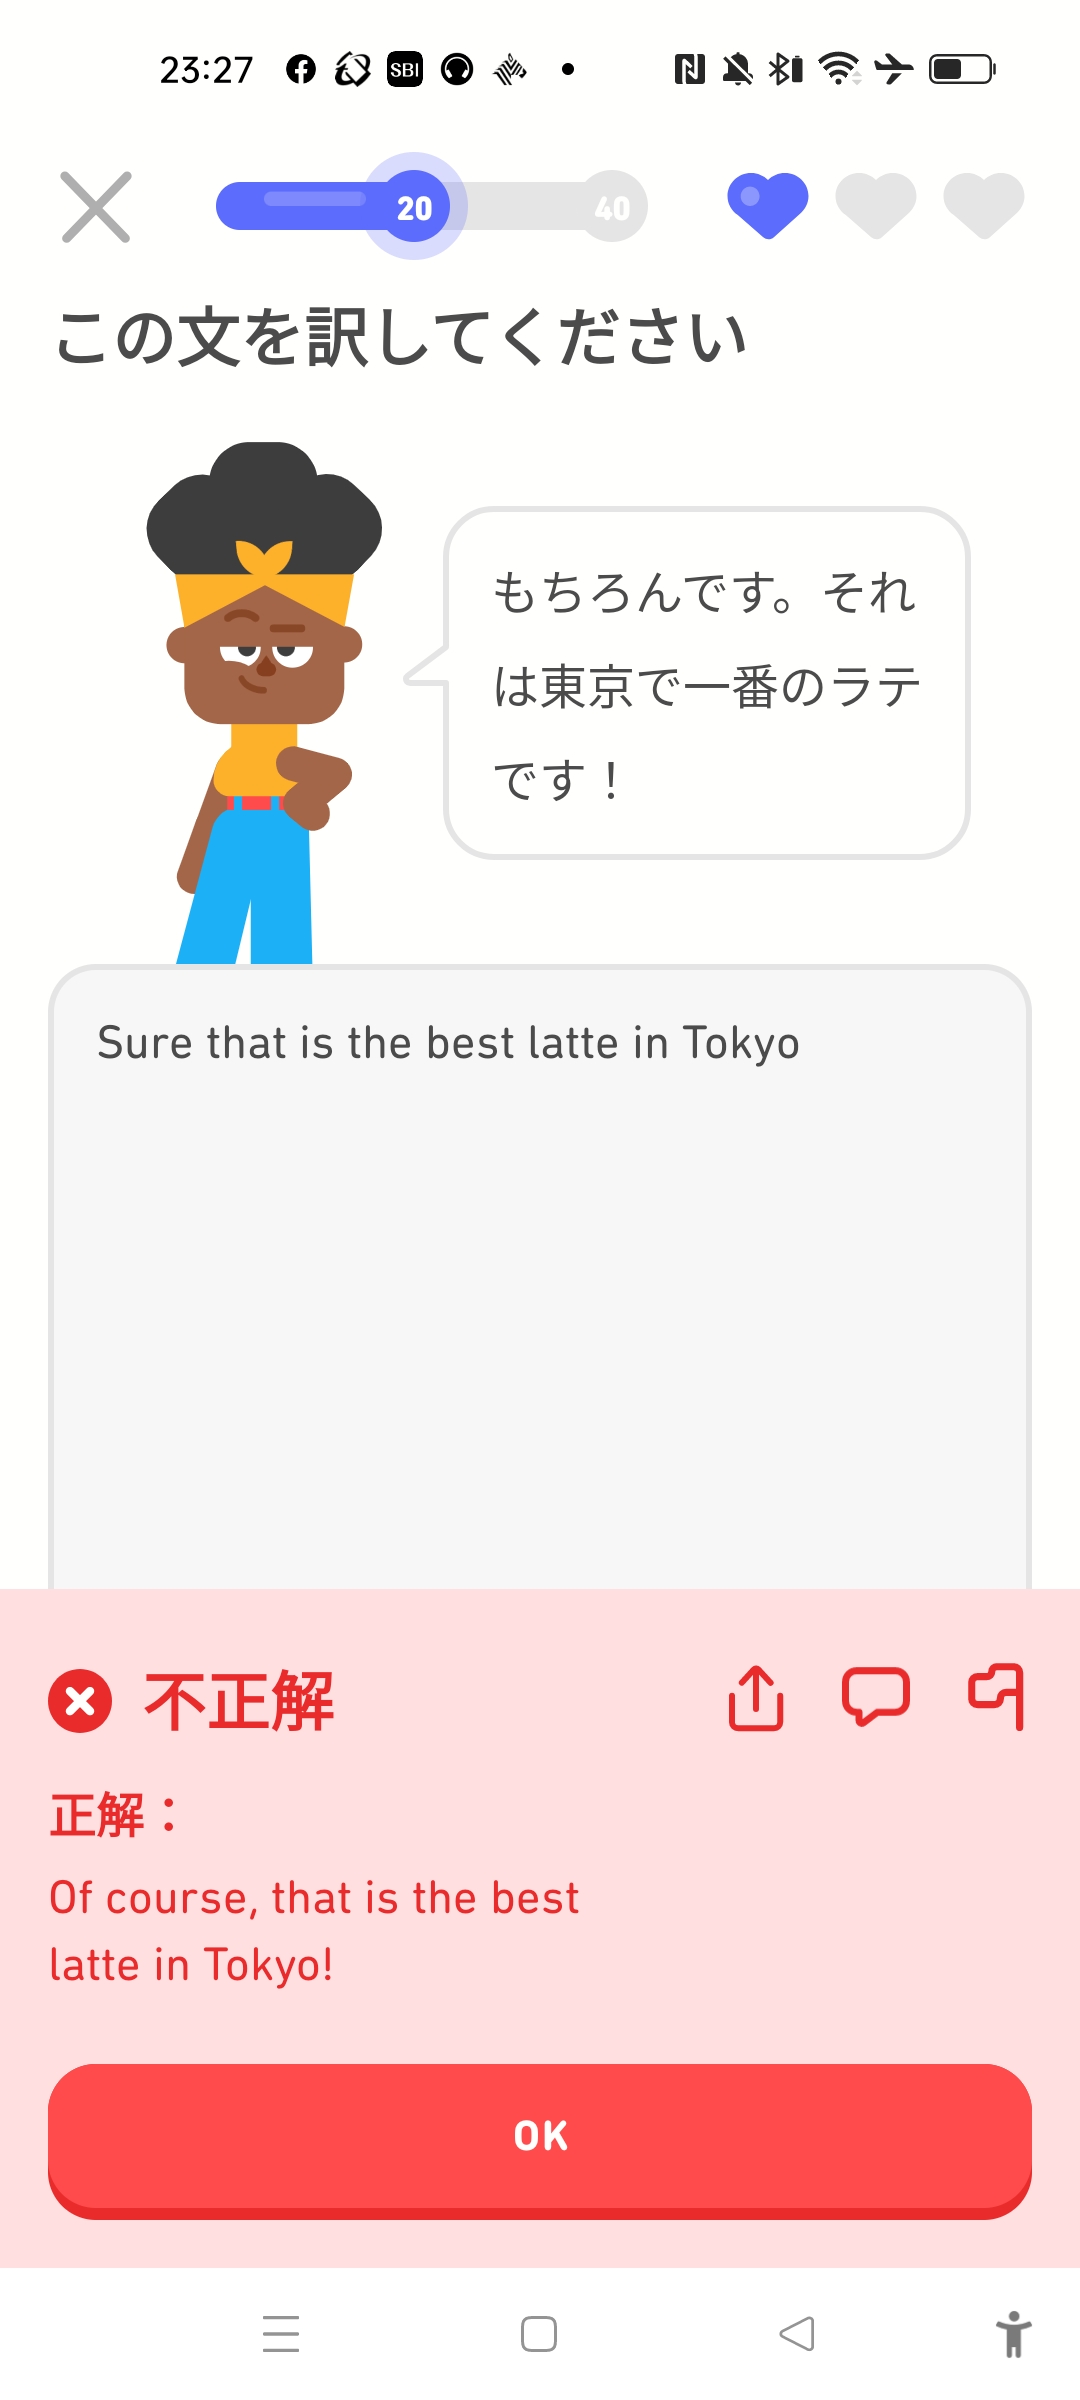 23:27
SBI
20
40
この文を訳してください
もちろんです。それ
は東京で一番のラテ
です！
Sure that is the best latte in Tokyo
不正解
正解：
Of course, that is the best
latte in Tokyo!
OK